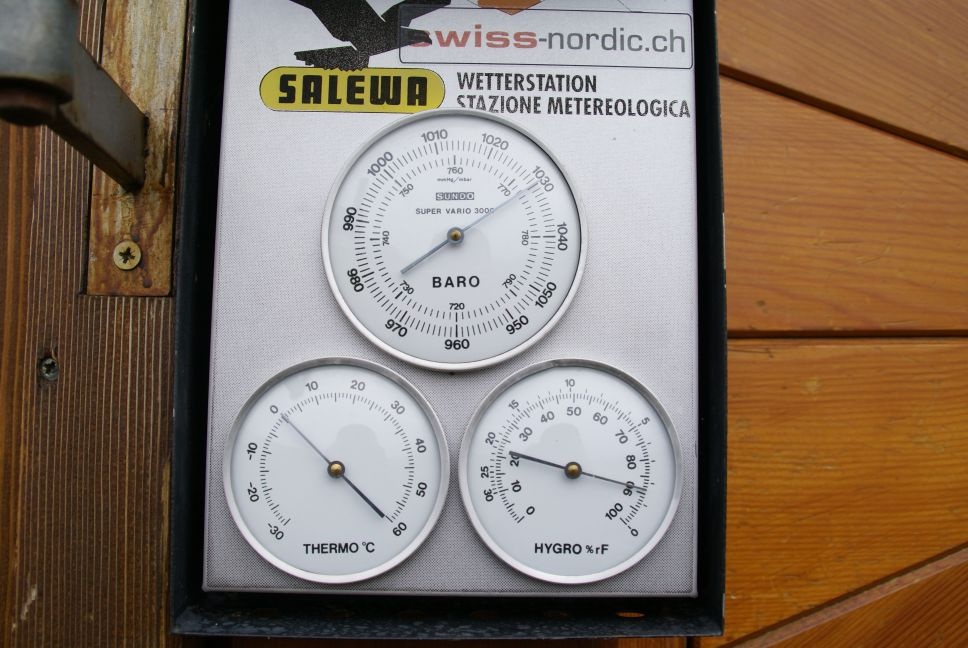 swiss-nordic.ch
SALEWA
WETTERSTATION
STAZIONE METEREOLOGICA
960 970 980 990 1000 1010 1020 1030 1040 1050 950
720 730 740 750 760 770 780 790
mmHg/mbar
SUNDO
SUPER VARIO 3000
BARO
-30 -20 -10 0 10 20 30 40 50 60
THERMO °C
30 25 20 15 10 5 0
0 10 20 30 40 50 60 70 80 90 100
HYGRO % rF